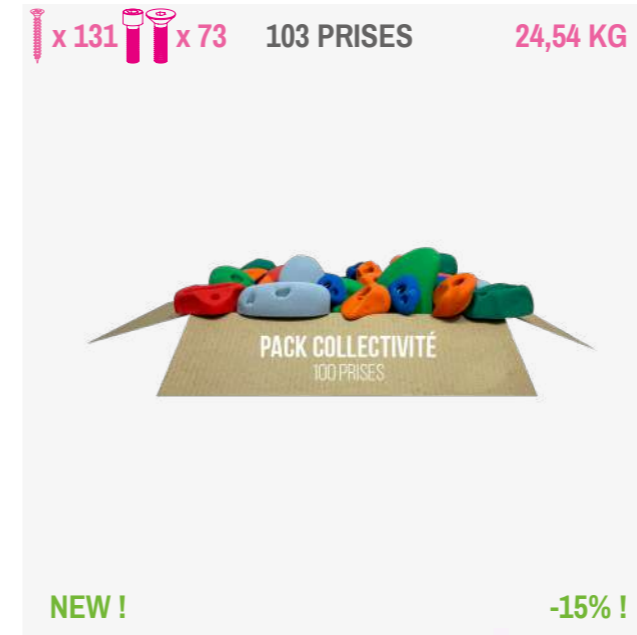 x 131 x 73 103 PRISES 24,54 KG
PACK COLLECTIVITÉ
100 PRISES
NEW ! -15% !